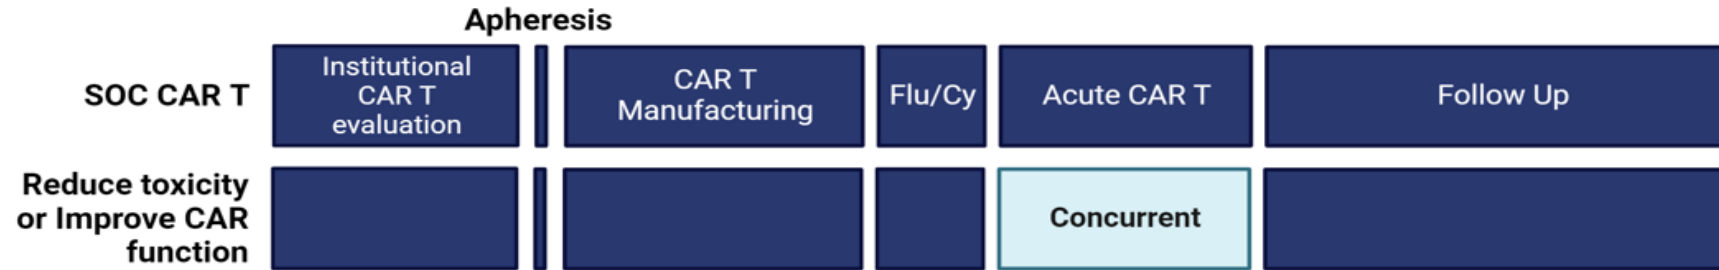 Apheresis
SOC CAR T
Institutional
CAR T
evaluation
CAR T
Manufacturing
Flu/Cy
Acute CAR T
Follow Up
Reduce toxicity
or Improve CAR
function
Concurrent